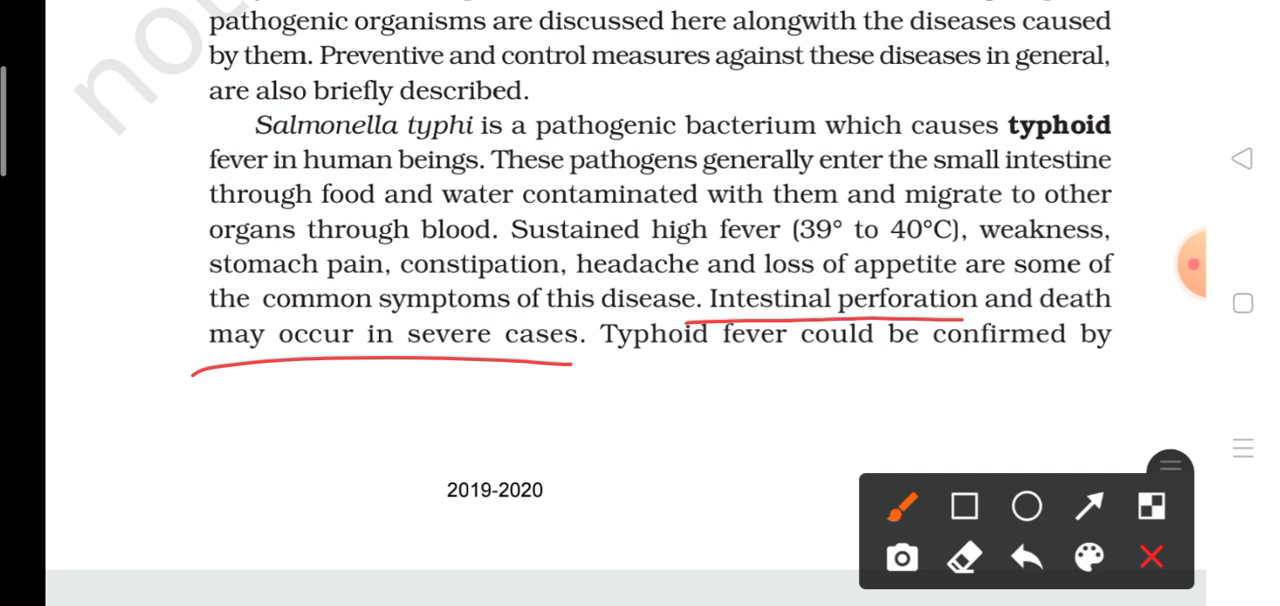 pathogenic organisms are discussed here alongwith the diseases caused
by them. Preventive and control measures against these diseases in general,
are also briefly described.
Salmonella typhi is a pathogenic bacterium which causes typhoid
fever in human beings. These pathogens generally enter the small intestine
through food and water contaminated with them and migrate to other
organs through blood. Sustained high fever (39° to 40°C), weakness,
stomach pain, constipation, headache and loss of appetite are some of
the common symptoms of this disease. Intestinal perforation and death
may occur in severe cases. Typhoid fever could be confirmed by
2019-2020